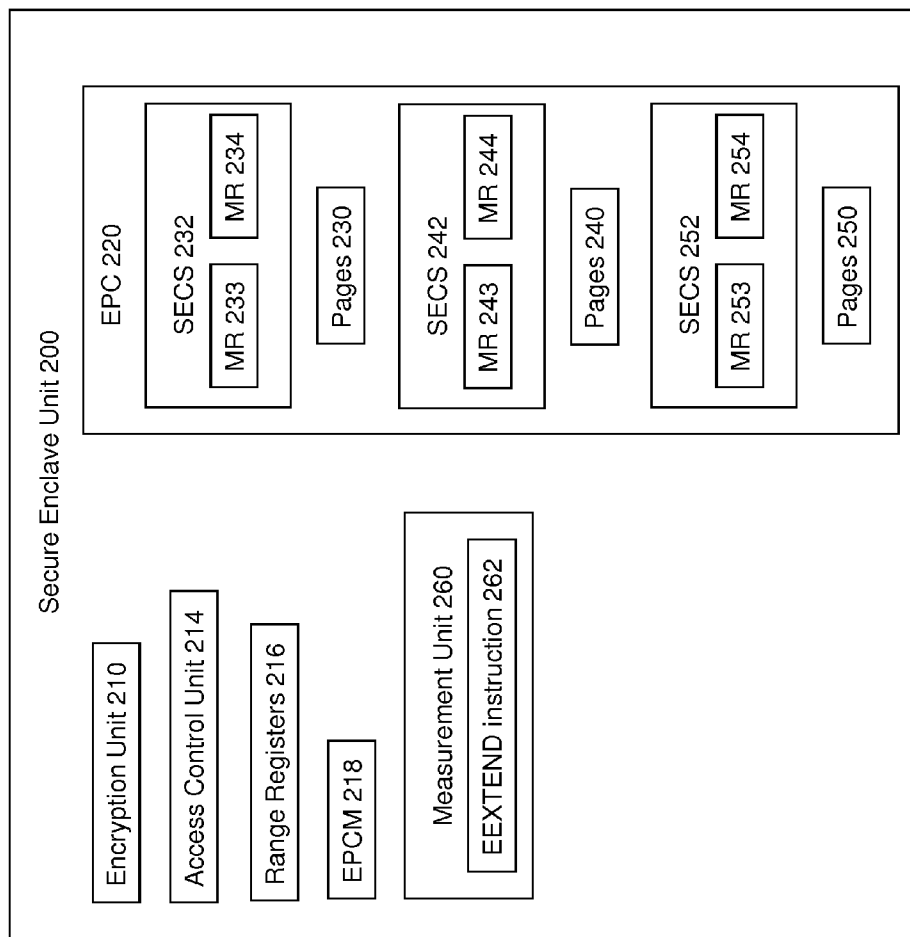 Secure Enclave Unit 200
Encryption Unit 210
Access Control Unit 214
Range Registers 216
EPCM 218
Measurement Unit 260
EEXTEND instruction 262
EPC 220
SECS 232
MR 233
MR 234
Pages 230
SECS 242
MR 243
MR 244
Pages 240
SECS 252
MR 253
MR 254
Pages 250